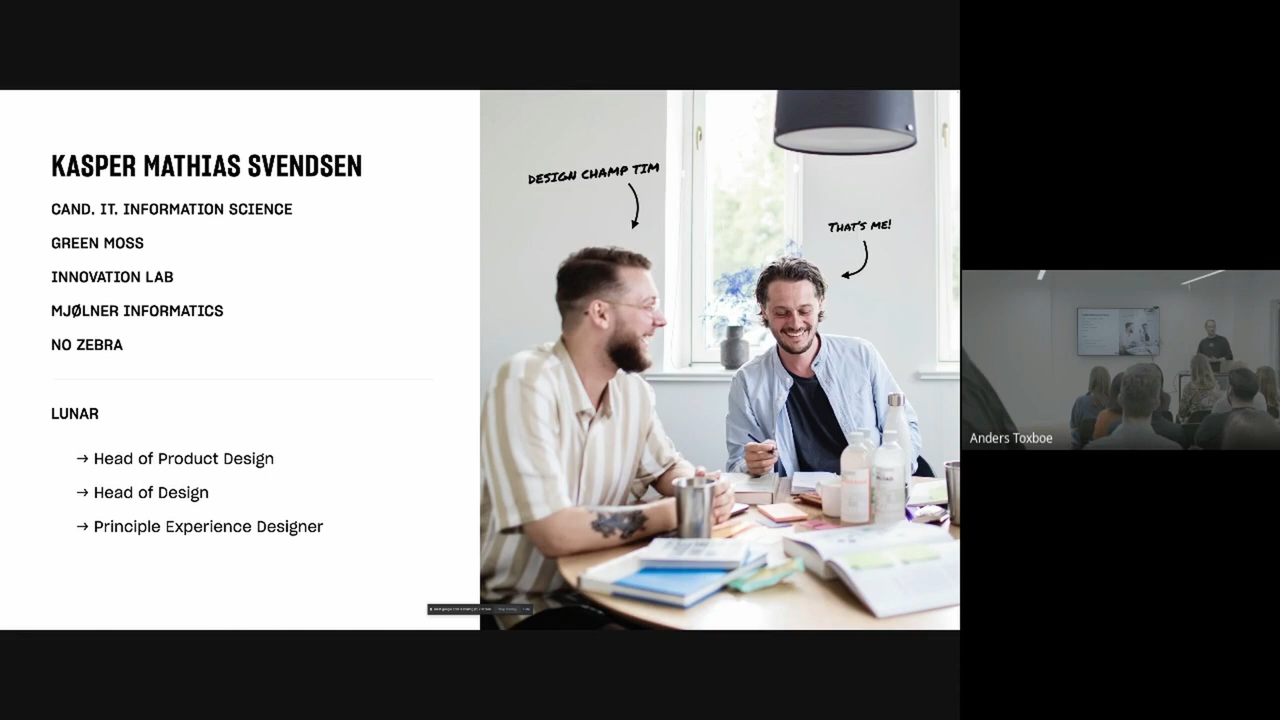 KASPER MATHIAS SVENDSEN
CAND. IT. INFORMATION SCIENCE
GREEN MOSS
INNOVATION LAB
MJØLNER INFORMATICS
NO ZEBRA
LUNAR
→ Head of Product Design
→ Head of Design
→ Principle Experience Designer
DESIGN CHAMP TIM
THAT'S ME!
Anders Toxboe